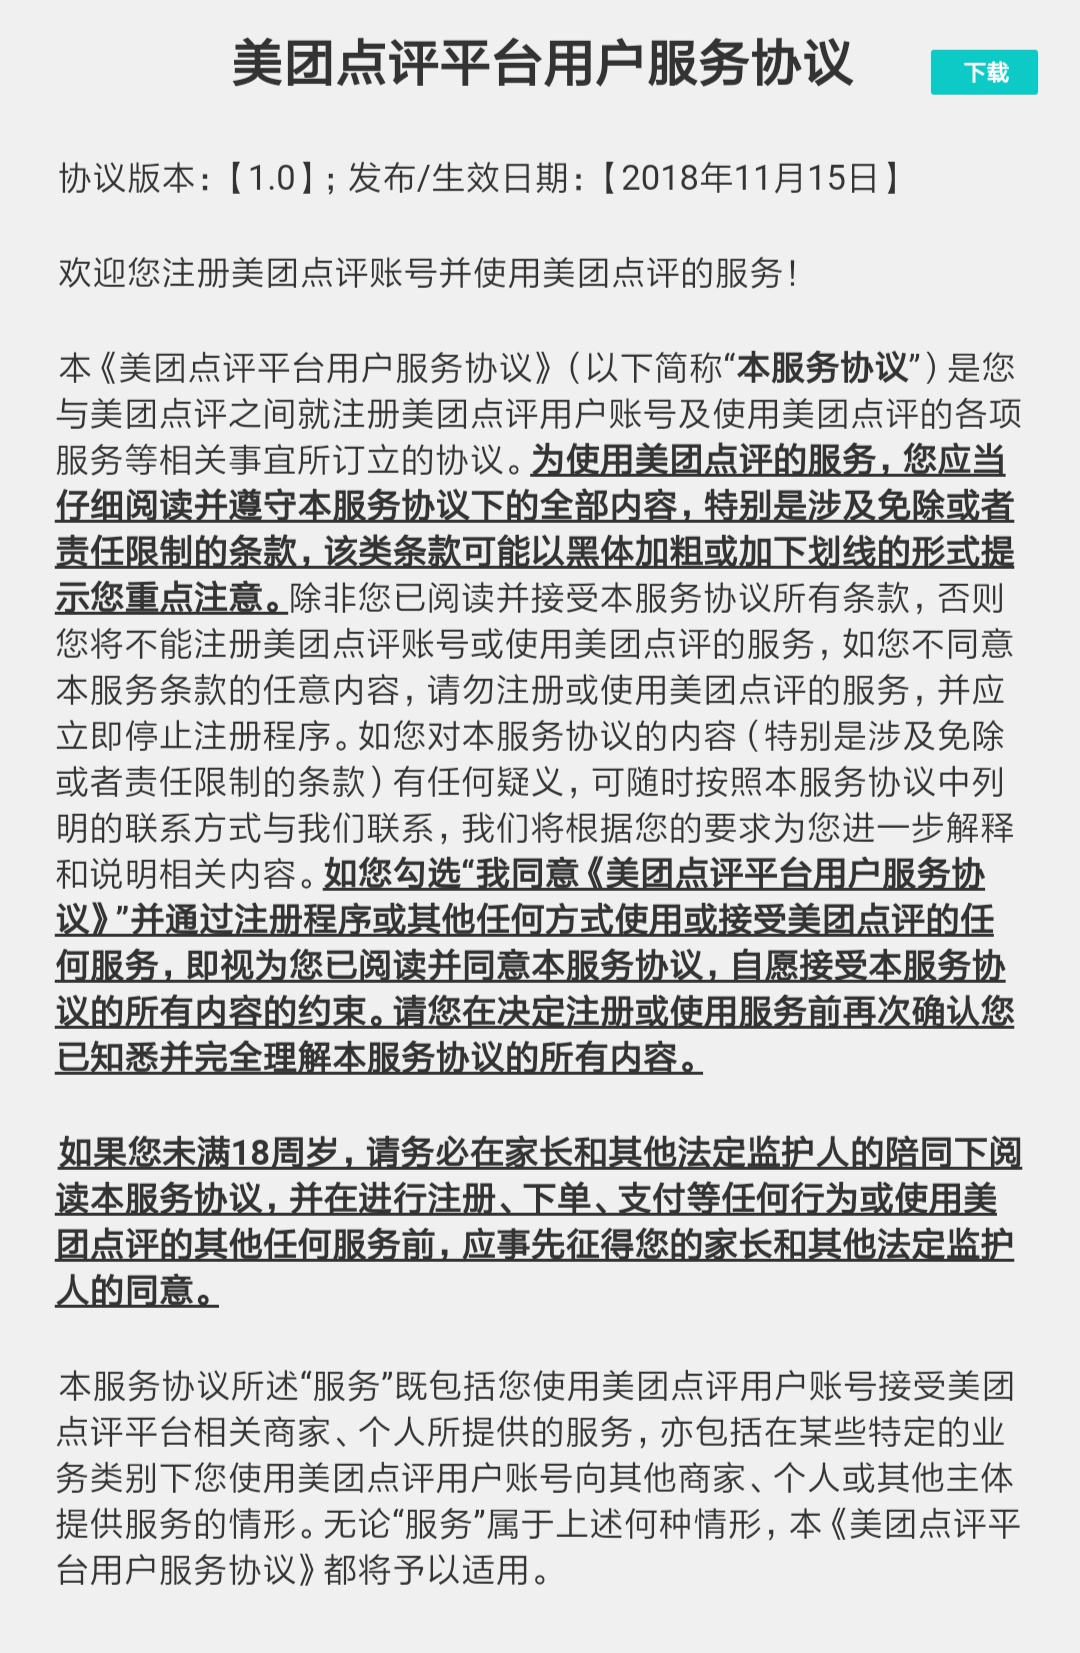 美团点评平台用户服务协议
下载
协议版本：【1.0】；发布/生效日期：【2018年11月15日】
欢迎您注册美团点评账号并使用美团点评的服务！
本《美团点评平台用户服务协议》（以下简称“本服务协议”）是您
与美团点评之间就注册美团点评用户账号及使用美团点评的各项
服务等相关事宜所订立的协议。为使用美团点评的服务，您应当
仔细阅读并遵守本服务协议下的全部内容，特别是涉及免除或者
责任限制的条款，该类条款可能以黑体加粗或加下划线的形式提
示您重点注意。除非您已阅读并接受本服务协议所有条款，否则
您将不能注册美团点评账号或使用美团点评的服务，如您不同意
本服务条款的任意内容，请勿注册或使用美团点评的服务，并应
立即停止注册程序。如您对本服务协议的内容（特别是涉及免除
或者责任限制的条款）有任何疑义，可随时按照本服务协议中列
明的联系方式与我们联系，我们将根据您的要求为您进一步解释
和说明相关内容。如您勾选“我同意《美团点评平台用户服务协
议》”并通过注册程序或其他任何方式使用或接受美团点评的任
何服务，即视为您已阅读并同意本服务协议，自愿接受本服务协
议的所有内容的约束。请您在决定注册或使用服务前再次确认您
已知悉并完全理解本服务协议的所有内容。
如果您未满18周岁，请务必在家长和其他法定监护人的陪同下阅
读本服务协议，并在进行注册、下单、支付等任何行为或使用美
团点评的其他任何服务前，应事先征得您的家长和其他法定监护
人的同意。
本服务协议所述“服务”既包括您使用美团点评用户账号接受美团
点评平台相关商家、个人所提供的服务，亦包括在某些特定的业
务类别下您使用美团点评用户账号向其他商家、个人或其他主体
提供服务的情形。无论“服务”属于上述何种情形，本《美团点评平
台用户服务协议》都将予以适用。